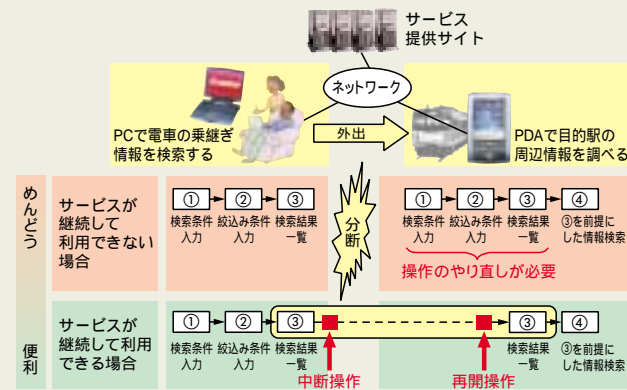 サービス
提供サイト
ネットワーク
PCで電車の乗継ぎ
情報を検索する
外出
PDAで目的駅の
周辺情報を調べる
めんどう
サービスが
継続して
利用できない
場合
①
②
③
検索条件
入力
絞込み条件
入力
検索結果
一覧
分断
①
②
③
④
検索条件
入力
絞込み条件
入力
検索結果
一覧
③を前提に
した情報検索
操作のやり直しが必要
便利
サービスが
継続して利用
できる場合
①
②
③
検索条件
入力
絞込み条件
入力
検索結果
一覧
中断操作
再開操作
③
④
検索結果
一覧
③を前提に
した情報検索